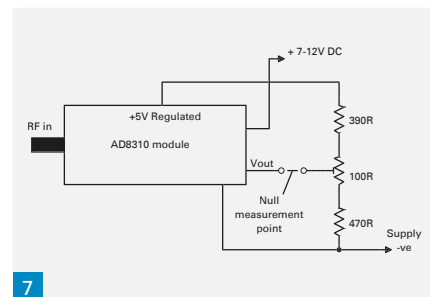 + 7-12V DC
+5V Regulated
390R
RF in
AD8310 module
Vout
100R
Null
measurement
point
470R
Supply
-ve
7